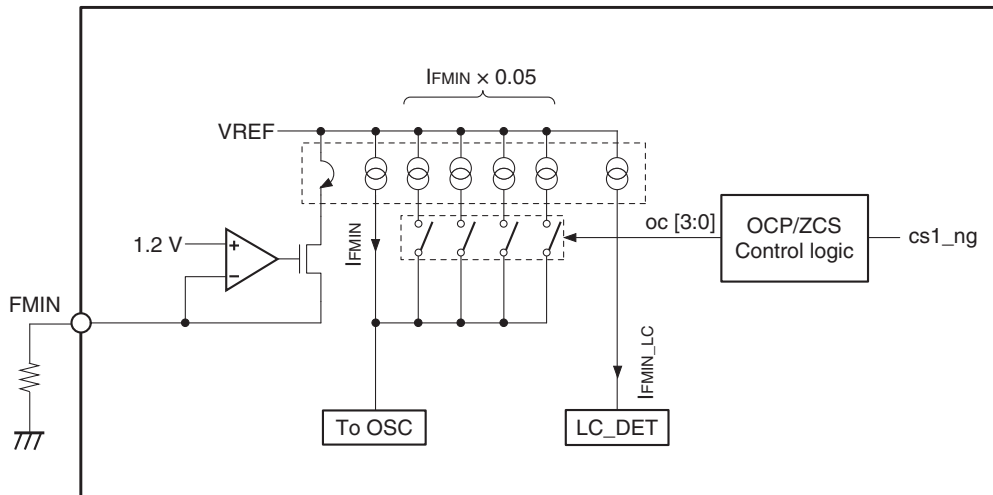 IFMIN × 0.05
VREF
1.2 V
+
−
IFMIN
oc [3:0]
OCP/ZCS
Control logic
cs1_ng
FMIN
IFMIN_LC
To OSC
LC_DET